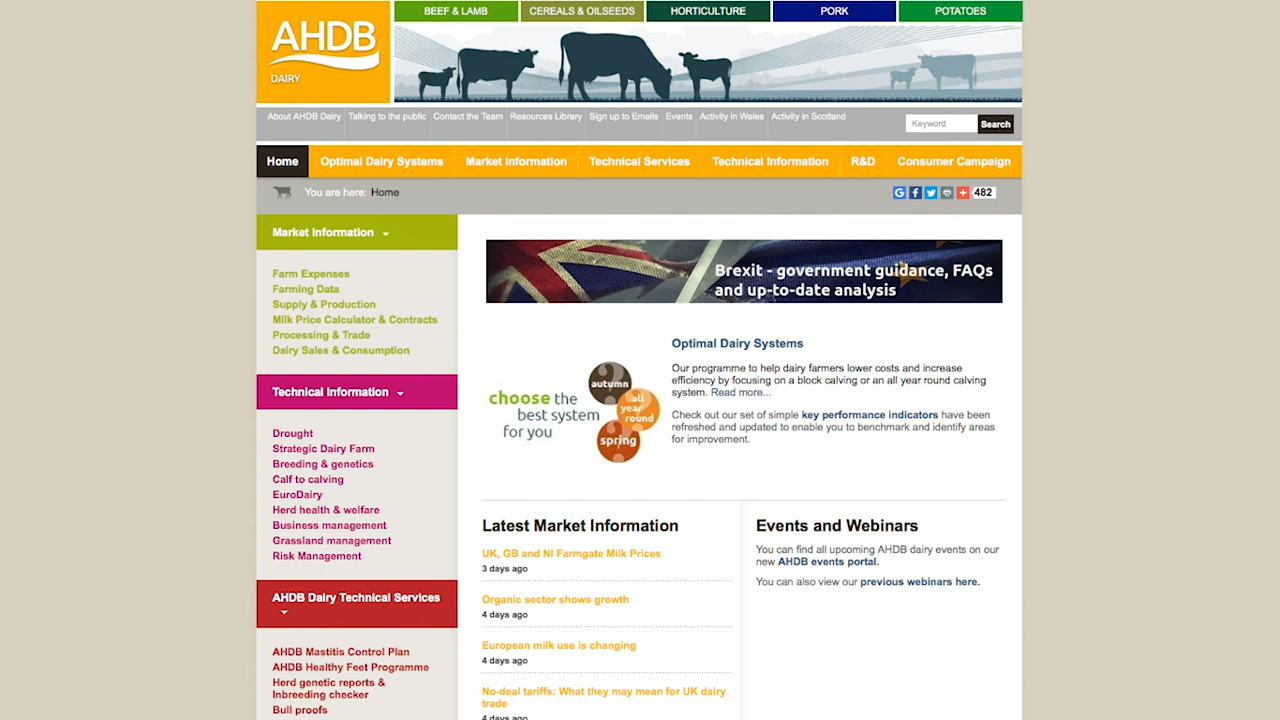 AHDB
DAIRY
BEEF & LAMB
CEREALS & OILSEEDS
HORTICULTURE
PORK
POTATOES
About AHDB Dairy
Talking to the public
Contact the Team
Resources Library
Sign up to Emails
Events
Activity in Wales
Activity in Scotland
Keyword
Search
Home
Optimal Dairy Systems
Market Information
Technical Services
Technical Information
R&D
Consumer Campaign
You are here: Home
482
Market Information
Farm Expenses
Farming Data
Supply & Production
Milk Price Calculator & Contracts
Processing & Trade
Dairy Sales & Consumption
Technical Information
Drought
Strategic Dairy Farm
Breeding & genetics
Calf to calving
EuroDairy
Herd health & welfare
Business management
Grassland management
Risk Management
AHDB Dairy Technical Services
AHDB Mastitis Control Plan
AHDB Healthy Feet Programme
Herd genetic reports &
Inbreeding checker
Bull proofs
Brexit - government guidance, FAQs
and up-to-date analysis
choose the
best system
for you
autumn
all
year
round
spring
Optimal Dairy Systems
Our programme to help dairy farmers lower costs and increase
efficiency by focusing on a block calving or an all year round calving
system. Read more...
Check out our set of simple key performance indicators have been
refreshed and updated to enable you to benchmark and identify areas
for improvement.
Latest Market Information
UK, GB and NI Farmgate Milk Prices
3 days ago
Organic sector shows growth
4 days ago
European milk use is changing
4 days ago
No-deal tariffs: What they may mean for UK dairy
trade
4 days ago
Events and Webinars
You can find all upcoming AHDB dairy events on our
new AHDB events portal.
You can also view our previous webinars here.